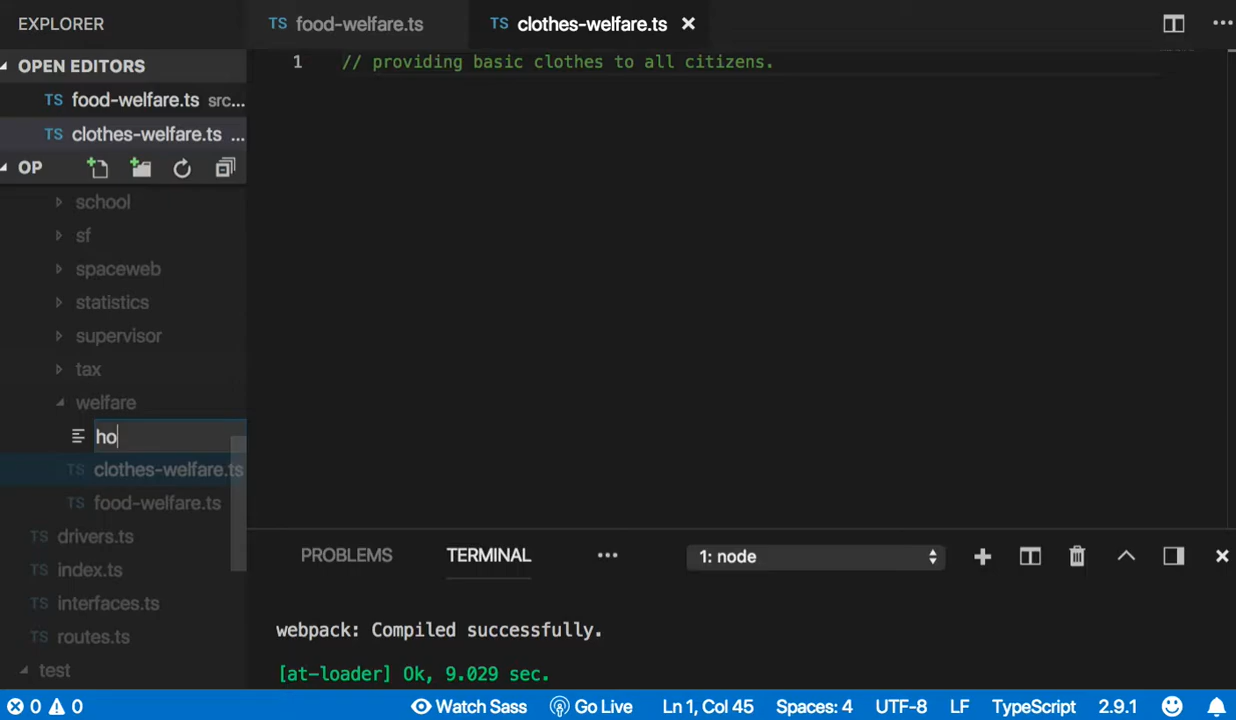 EXPLORER
TS food-welfare.ts
TS clothes-welfare.ts
OPEN EDITORS
TS food-welfare.ts src...
TS clothes-welfare.ts ...
OP
school
sf
spaceweb
statistics
supervisor
tax
welfare
ho
TS clothes-welfare.ts
TS food-welfare.ts
TS drivers.ts
TS index.ts
TS interfaces.ts
TS routes.ts
test
1 // providing basic clothes to all citizens.
PROBLEMS TERMINAL ... 1: node
webpack: Compiled successfully.
[at-loader] Ok, 9.029 sec.
0 0 Watch Sass Go Live Ln 1, Col 45 Spaces: 4 UTF-8 LF TypeScript 2.9.1